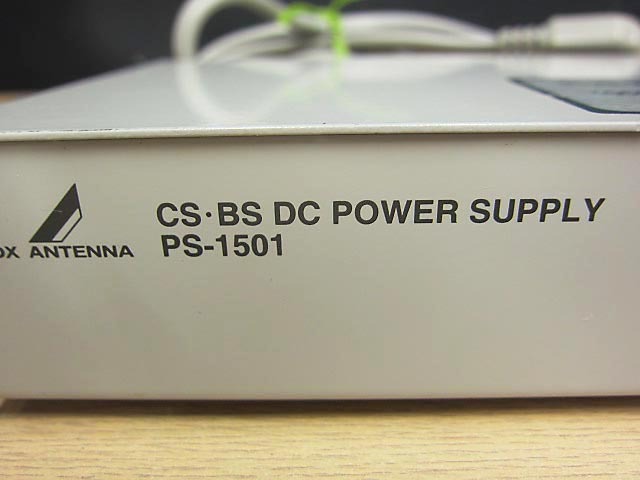 CS·BS DC POWER SUPPLY
DX ANTENNA PS-1501